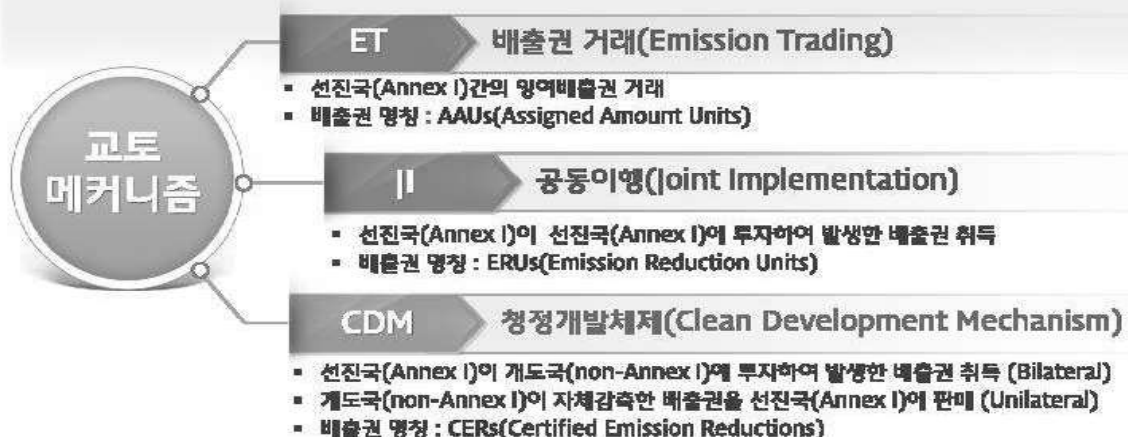 교토
메커니즘
ET
배출권 거래(Emission Trading)
▪ 선진국(Annex I)간의 잉여배출권 거래
▪ 배출권 명칭 : AAUs(Assigned Amount Units)
JI
공동이행(Joint Implementation)
▪ 선진국(Annex I)이 선진국(Annex I)에 투자하여 발생한 배출권 취득
▪ 배출권 명칭 : ERUs(Emission Reduction Units)
CDM
청정개발체제(Clean Development Mechanism)
▪ 선진국(Annex I)이 개도국(non-Annex I)에 투자하여 발생한 배출권 취득 (Bilateral)
▪ 개도국(non-Annex I)이 자체감축한 배출권을 선진국(Annex I)에 판매 (Unilateral)
▪ 배출권 명칭 : CERs(Certified Emission Reductions)